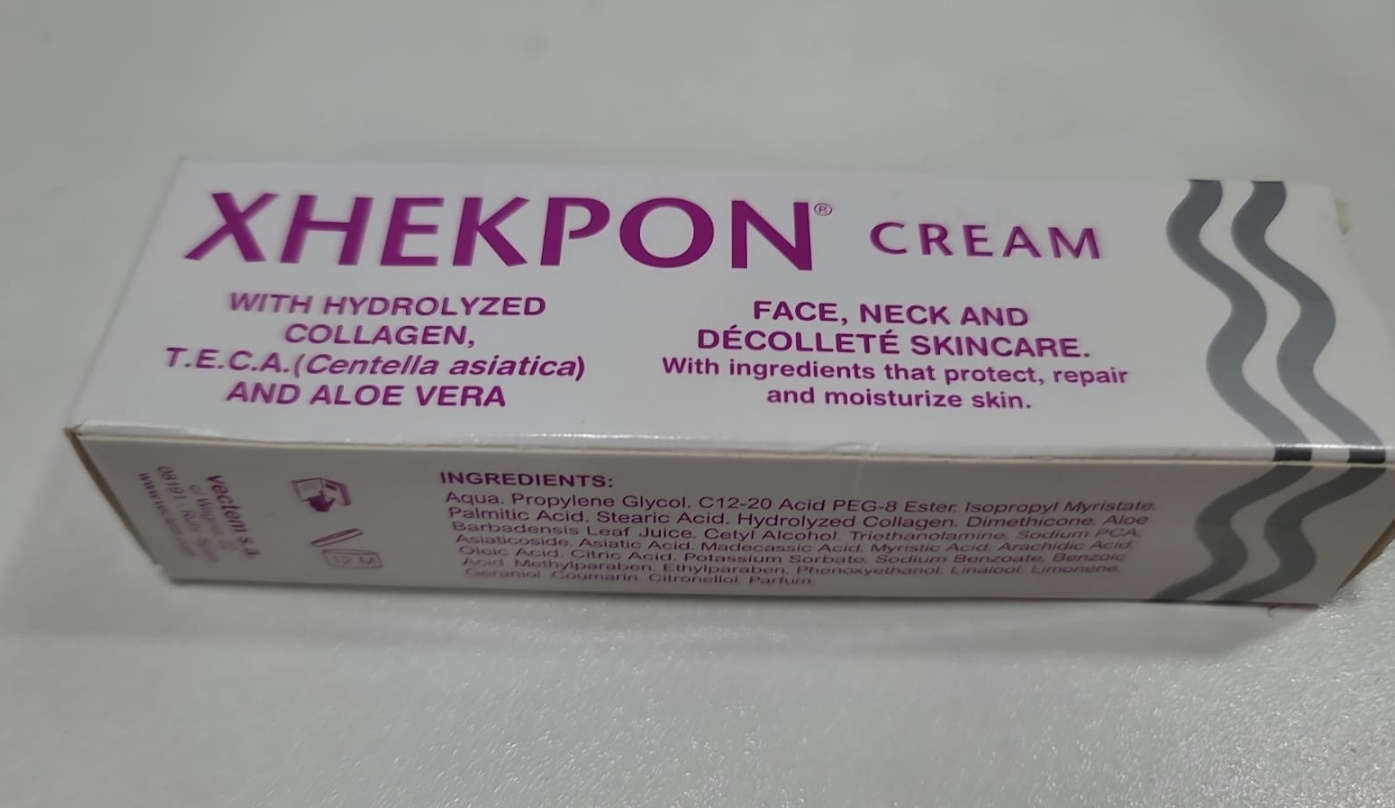 XHEKPON® CREAM
WITH HYDROLYZED
COLLAGEN,
T.E.C.A.(Centella asiatica)
AND ALOE VERA
FACE, NECK AND
DÉCOLLETÉ SKINCARE.
With ingredients that protect, repair
and moisturize skin.
vectem s.a.
08191 Rubí Spain
12 M
INGREDIENTS:
Aqua. Propylene Glycol. C12-20 Acid PEG-8 Ester. Isopropyl Myristate.
Palmitic Acid. Stearic Acid. Hydrolyzed Collagen. Dimethicone. Aloe
Barbadensis Leaf Juice. Cetyl Alcohol. Triethanolamine. Sodium PCA.
Asiaticoside. Asiatic Acid. Madecassic Acid. Myristic Acid. Arachidic Acid.
Oleic Acid. Citric Acid. Potassium Sorbate. Sodium Benzoate. Benzoic
Acid. Methylparaben. Ethylparaben. Phenoxyethanol. Linalool. Limonene.
Geraniol. Coumarin. Citronellol. Parfum.